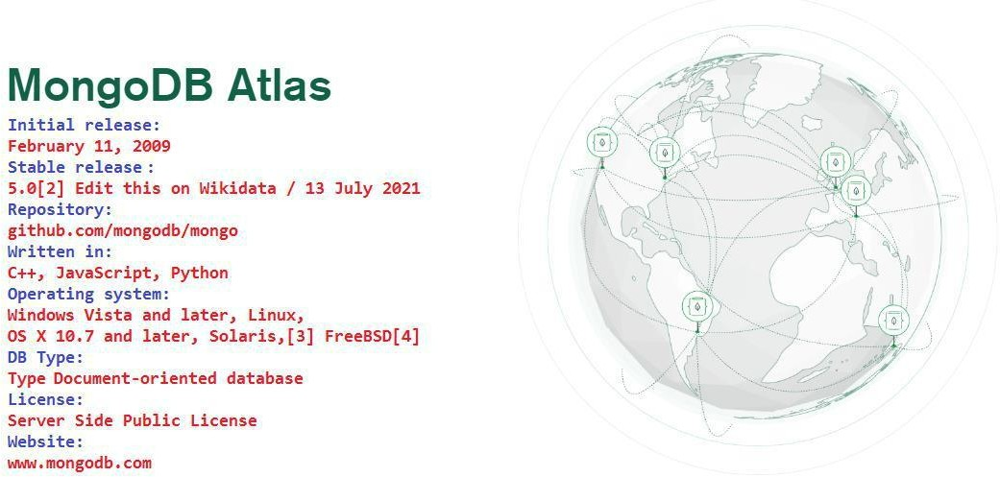 MongoDB Atlas
Initial release:
February 11, 2009
Stable release :
5.0[2] Edit this on Wikidata / 13 July 2021
Repository:
github.com/mongodb/mongo
Written in:
C++, JavaScript, Python
Operating system:
Windows Vista and later, Linux,
OS X 10.7 and later, Solaris,[3] FreeBSD[4]
DB Type:
Type Document-oriented database
License:
Server Side Public License
Website:
www.mongodb.com